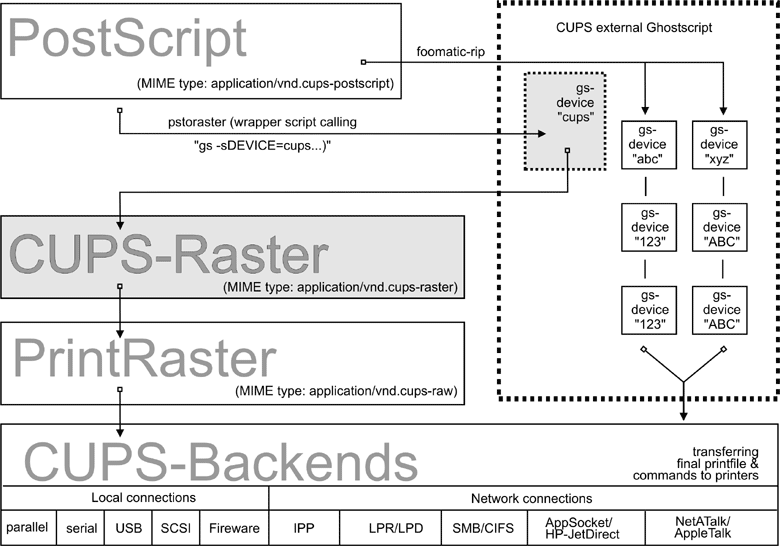 PostScript
(MIME type: application/vnd.cups-postscript)
foomatic-rip
CUPS external Ghostscript
pstoraster (wrapper script calling
"gs -sDEVICE=cups...)"
gs-
device
"cups"
gs-
device
"abc"
gs-
device
"xyz"
gs-
device
"123"
gs-
device
"ABC"
gs-
device
"123"
gs-
device
"ABC"
CUPS-Raster
(MIME type: application/vnd.cups-raster)
PrintRaster
(MIME type: application/vnd.cups-raw)
CUPS-Backends
transferring
final printfile &
commands to printers
Local connections
Network connections
parallel
serial
USB
SCSI
Fireware
IPP
LPR/LPD
SMB/CIFS
AppSocket/
HP-JetDirect
NetATalk/
AppleTalk